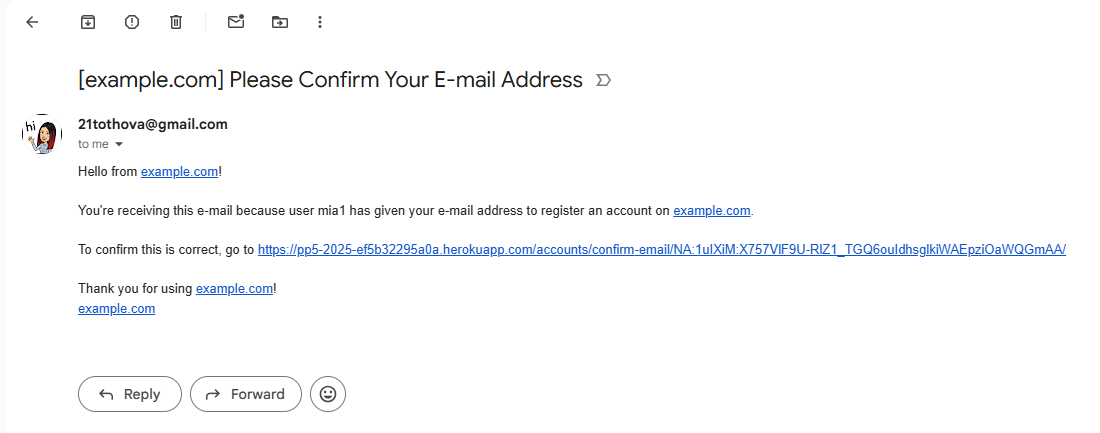 [example.com] Please Confirm Your E-mail Address
hi
21tothova@gmail.com
to me
Hello from example.com!
You're receiving this e-mail because user mia1 has given your e-mail address to register an account on example.com.
To confirm this is correct, go to https://pp5-2025-ef5b32295a0a.herokuapp.com/accounts/confirm-email/NA:1uIXiM:X757VlF9U-RlZ1_TGQ6ouIdhsglkiWAEpziOaWQGmAA/
Thank you for using example.com!
example.com
Reply
Forward